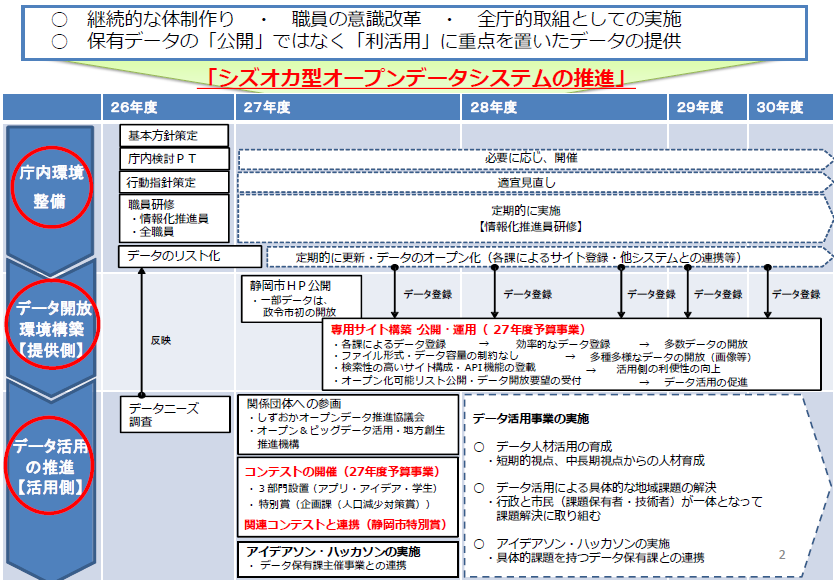 ○　継続的な体制作り　・　職員の意識改革　・　全庁的取組としての実施
○　保有データの「公開」ではなく「利活用」に重点を置いたデータの提供
「シズオカ型オープンデータシステムの推進」
26年度　27年度　28年度　29年度　30年度
庁内環境
整備
基本方針策定
庁内検討ＰＴ
必要に応じ、開催
行動指針策定
適宜見直し
職員研修
・情報化推進員
・全職員
定期的に実施
【情報化推進員研修】
データのリスト化
定期的に更新・データのオープン化（各課によるサイト登録・他システムとの連携等）
データ開放
環境構築
【提供側】
反映
静岡市ＨＰ公開
・一部データは、
政令市初の開放
データ登録　データ登録　データ登録　データ登録　データ登録
専用サイト構築・公開・運用（ 27年度予算事業）
・各課によるデータ登録　→　効率的なデータ登録　→　多数データの開放
・ファイル形式・データ容量の制約なし　→　多種多様なデータの開放（画像等）
・検索性の高いサイト構成・API機能の登載　→　活用側の利便性の向上
・オープン化可能リスト公開・データ開放要望の受付　→　データ活用の促進
データ活用
の推進
【活用側】
データニーズ
調査
関係団体への参画
・しずおかオープンデータ推進協議会
・オープン＆ビッグデータ活用・地方創生
推進機構
コンテストの開催（27年度予算事業）
・３部門設置（アプリ・アイデア・学生）
・特別賞（企画課（人口減少対策賞））
関連コンテストと連携（静岡市特別賞）
アイデアソン・ハッカソンの実施
・データ保有課主催事業との連携
データ活用事業の実施
○　データ人材活用の育成
・短期的視点、中長期視点からの人材育成
○　データ活用による具体的な地域課題の解決
・行政と市民（課題保有者・技術者）が一体となって
課題解決に取り組む
○　アイデアソン・ハッカソンの実施
・具体的課題を持つデータ保有課との連携
2